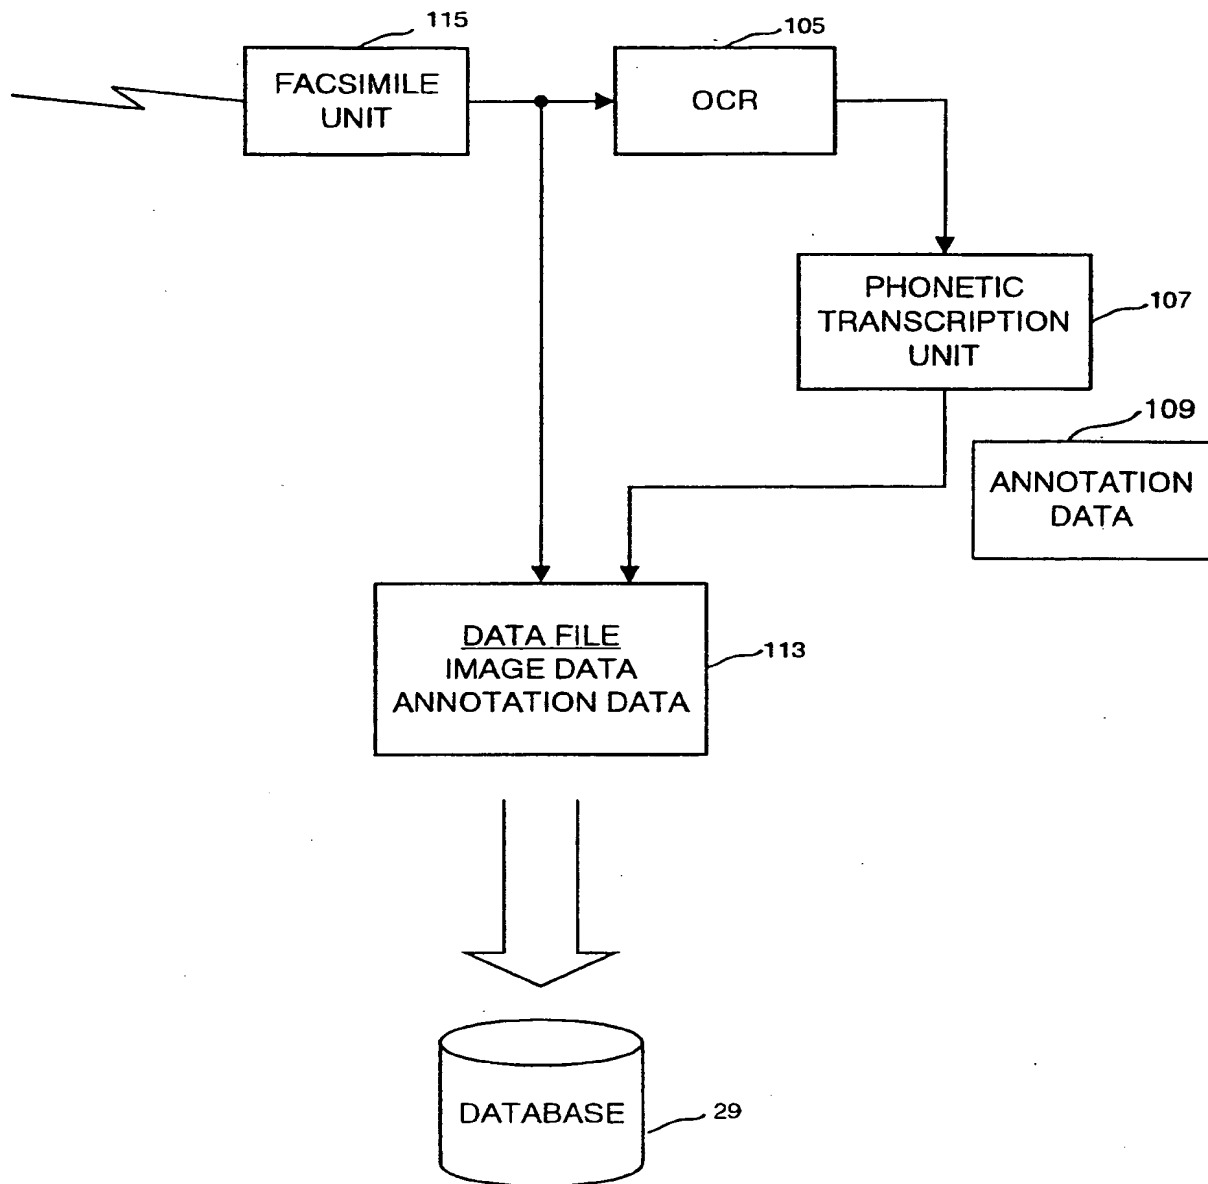 115
FACSIMILE
UNIT
105
OCR
PHONETIC
TRANSCRIPTION
UNIT
107
109
ANNOTATION
DATA
DATA FILE
IMAGE DATA
ANNOTATION DATA
113
DATABASE
29